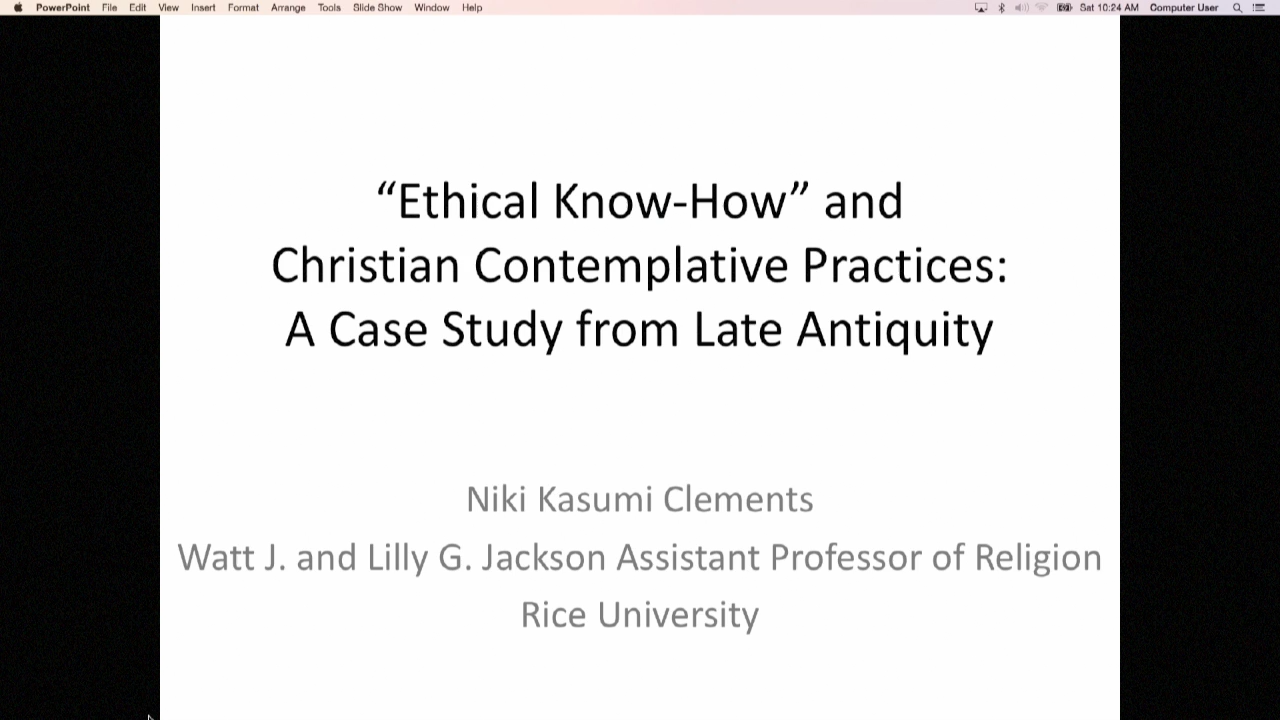 PowerPoint File Edit View Insert Format Arrange Tools Slide Show Window Help Sat 10:24 AM Computer User
“Ethical Know-How” and
Christian Contemplative Practices:
A Case Study from Late Antiquity
Niki Kasumi Clements
Watt J. and Lilly G. Jackson Assistant Professor of Religion
Rice University